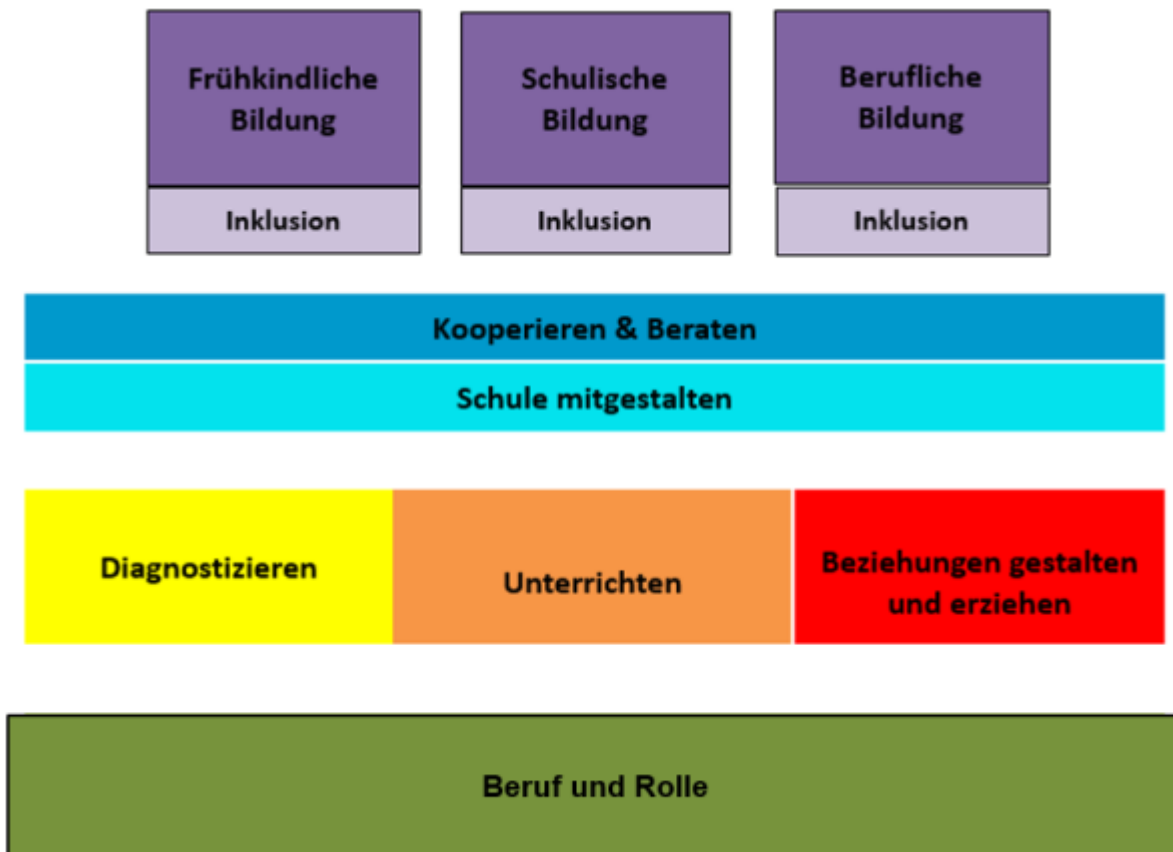 Frühkindliche
Bildung
Schulische
Bildung
Berufliche
Bildung
Inklusion
Inklusion
Inklusion
Kooperieren & Beraten
Schule mitgestalten
Diagnostizieren
Unterrichten
Beziehungen gestalten
und erziehen
Beruf und Rolle